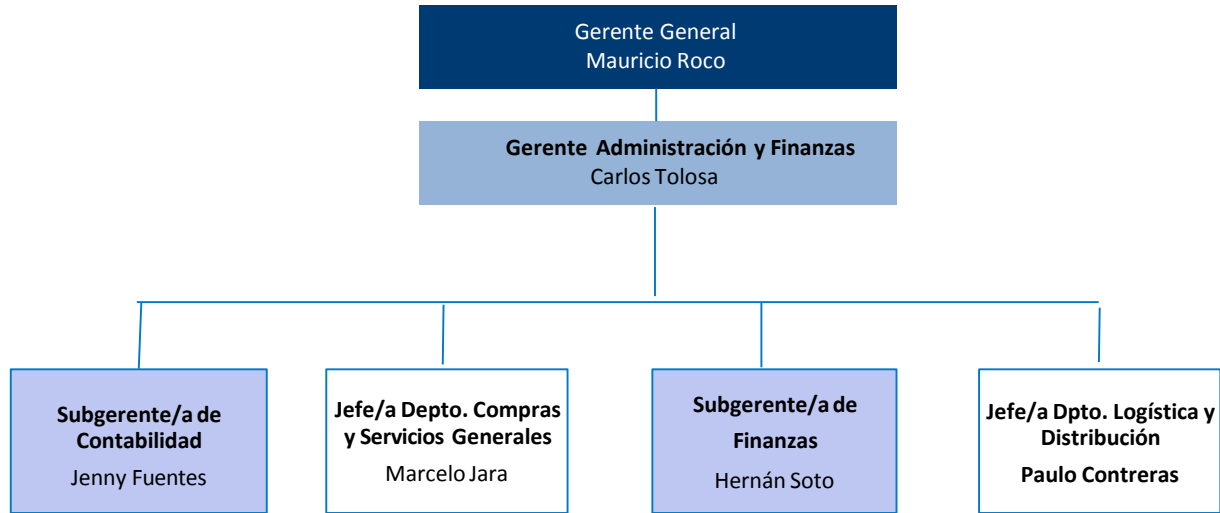 Gerente General
Mauricio Roco
Gerente Administración y Finanzas
Carlos Tolosa
Subgerente/a de
Contabilidad
Jenny Fuentes
Jefe/a Depto. Compras
y Servicios Generales
Marcelo Jara
Subgerente/a de
Finanzas
Hernán Soto
Jefe/a Dpto. Logística y
Distribución
Paulo Contreras